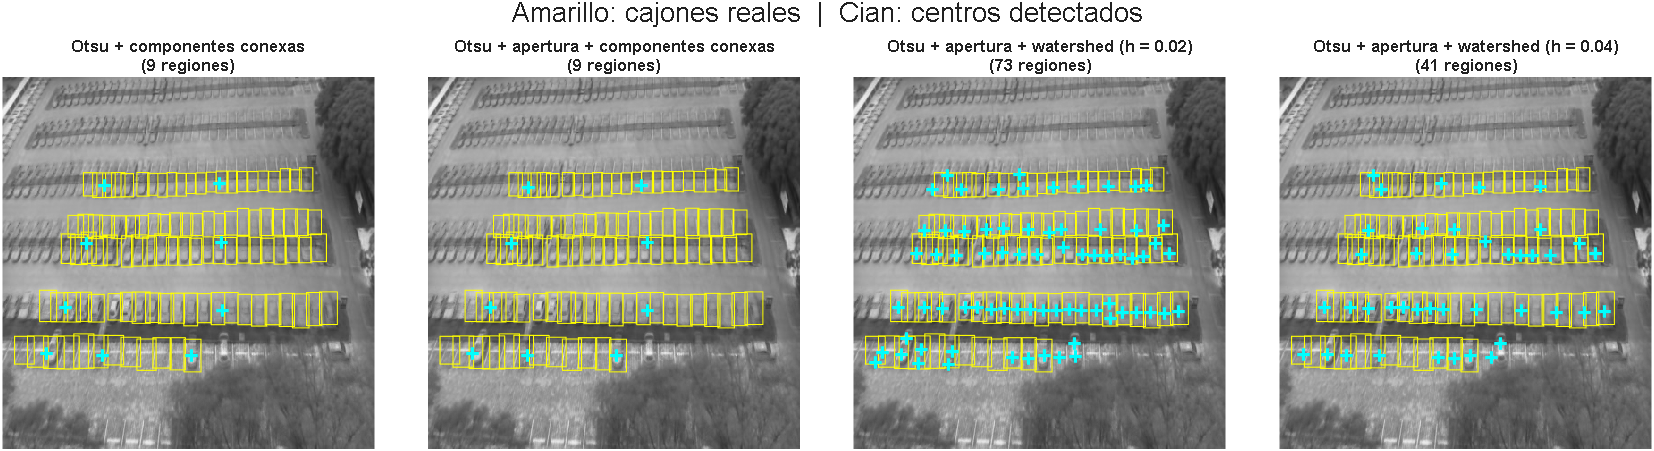 Amarillo: cajones reales | Cian: centros detectados
Otsu + componentes conexas
(9 regiones)
Otsu + apertura + componentes conexas
(9 regiones)
Otsu + apertura + watershed (h = 0.02)
(73 regiones)
Otsu + apertura + watershed (h = 0.04)
(41 regiones)